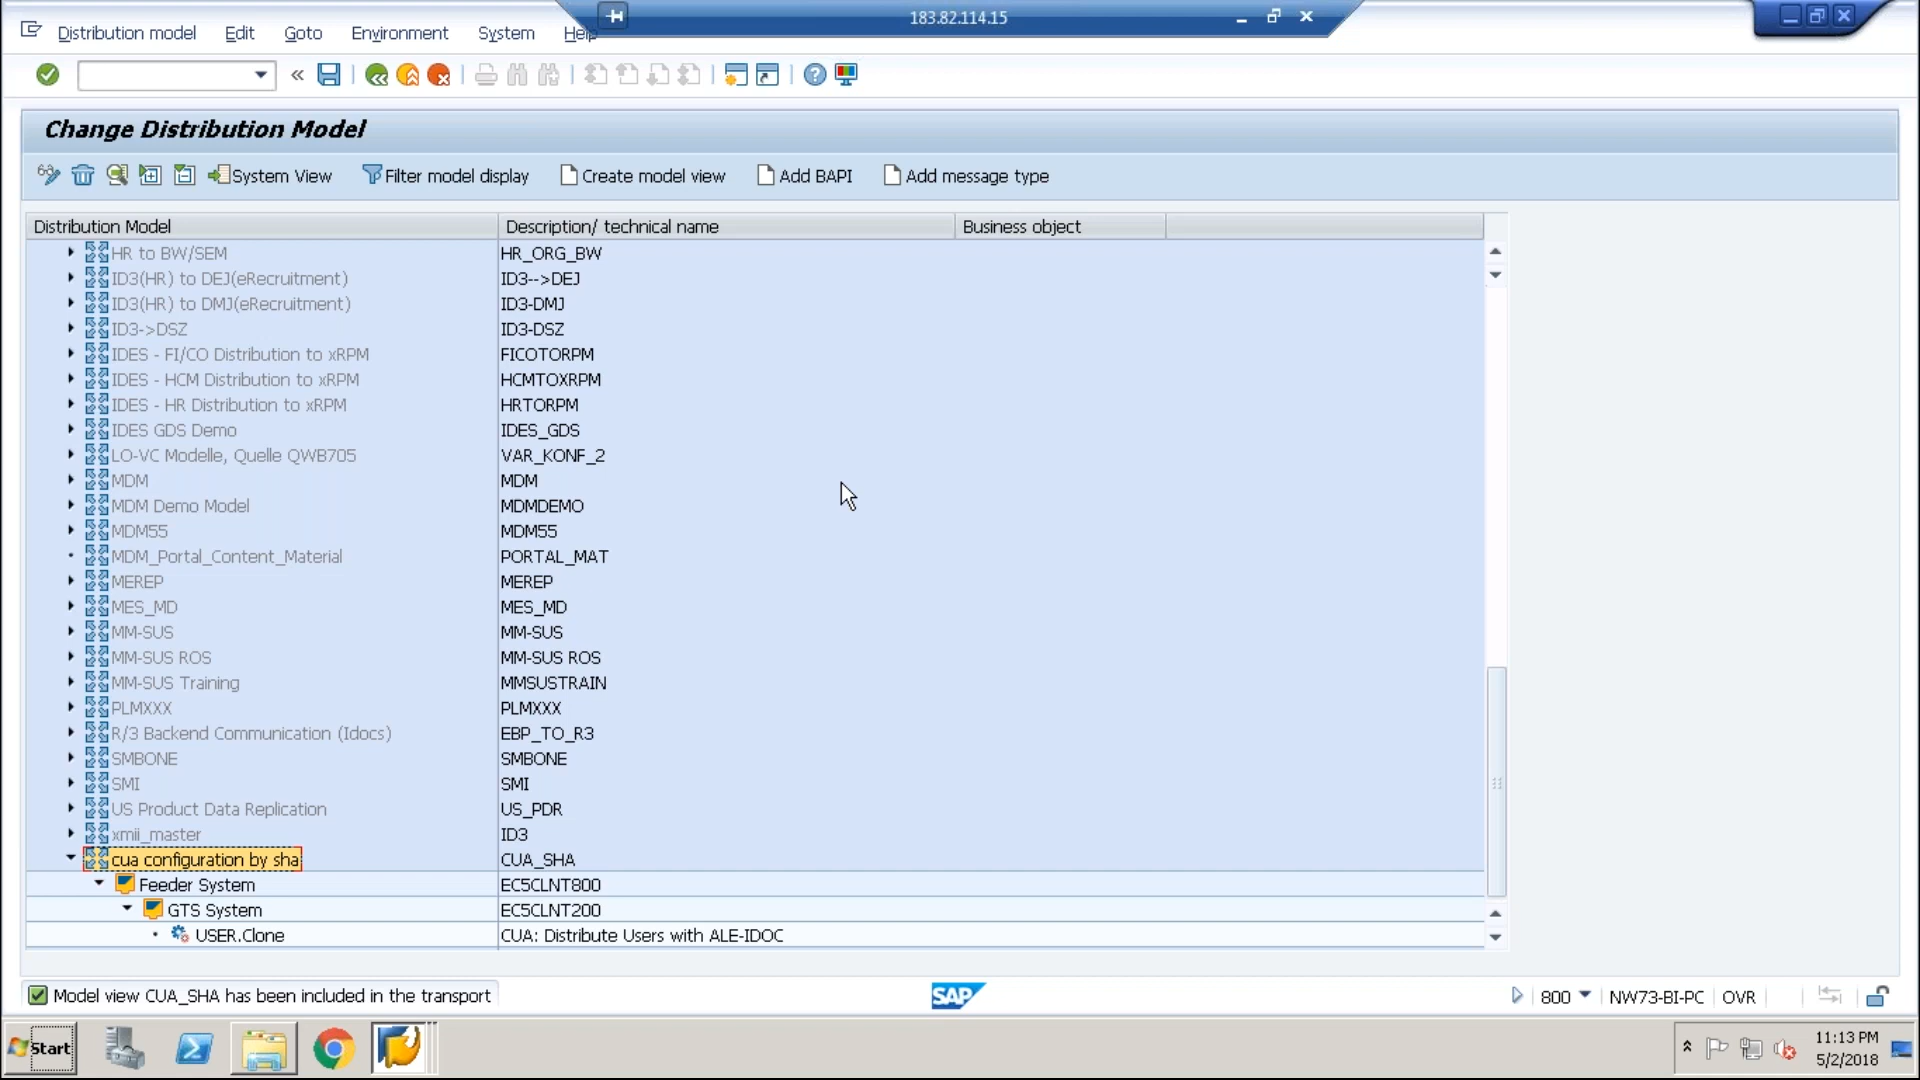 183.82.114.15
Distribution model Edit Goto Environment System Help
Change Distribution Model
System View Filter model display Create model view Add BAPI Add message type
Distribution Model Description/ technical name Business object
HR to BW/SEM HR_ORG_BW
ID3(HR) to DEJ(eRecruitment) ID3-->DEJ
ID3(HR) to DMJ(eRecruitment) ID3-DMJ
ID3->DSZ ID3-DSZ
IDES - FI/CO Distribution to xRPM FICOTORPM
IDES - HCM Distribution to xRPM HCMTOXRPM
IDES - HR Distribution to xRPM HRTORPM
IDES GDS Demo IDES_GDS
LO-VC Modelle, Quelle QWB705 VAR_KONF_2
MDM MDM
MDM Demo Model MDMDEMO
MDM55 MDM55
MDM_Portal_Content_Material PORTAL_MAT
MEREP MEREP
MES_MD MES_MD
MM-SUS MM-SUS
MM-SUS ROS MM-SUS ROS
MM-SUS Training MMSUSTRAIN
PLMXXX PLMXXX
R/3 Backend Communication (Idocs) EBP_TO_R3
SMBONE SMBONE
SMI SMI
US Product Data Replication US_PDR
xmii_master ID3
cua configuration by sha CUA_SHA
Feeder System EC5CLNT800
GTS System EC5CLNT200
USER.Clone CUA: Distribute Users with ALE-IDOC
Model view CUA_SHA has been included in the transport SAP 800 NW73-BI-PC OVR
Start 11:13 PM
5/2/2018